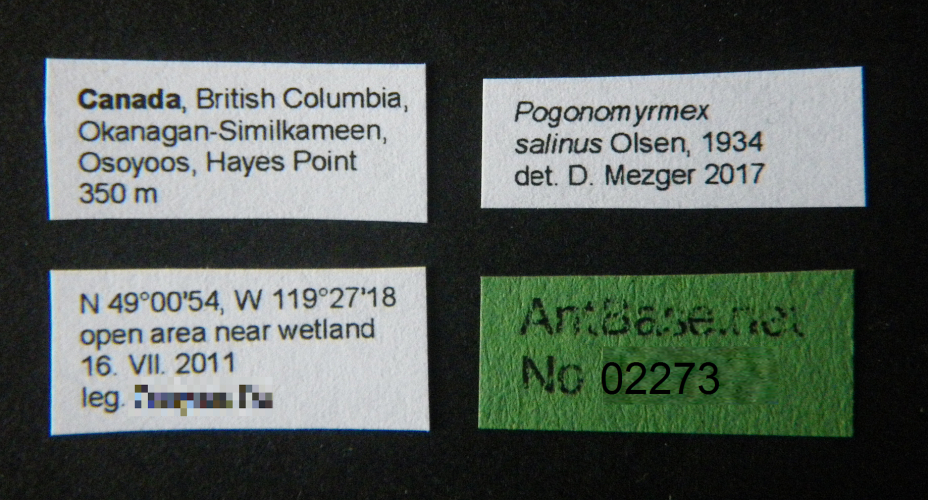 Canada, British Columbia,
Okanagan-Similkameen,
Osoyoos, Hayes Point
350 m
Pogonomyrmex
salinus Olsen, 1934
det. D. Mezger 2017
N 49°00'54, W 119°27'18
open area near wetland
16. VII. 2011
leg.
AntBase.net
No 02273